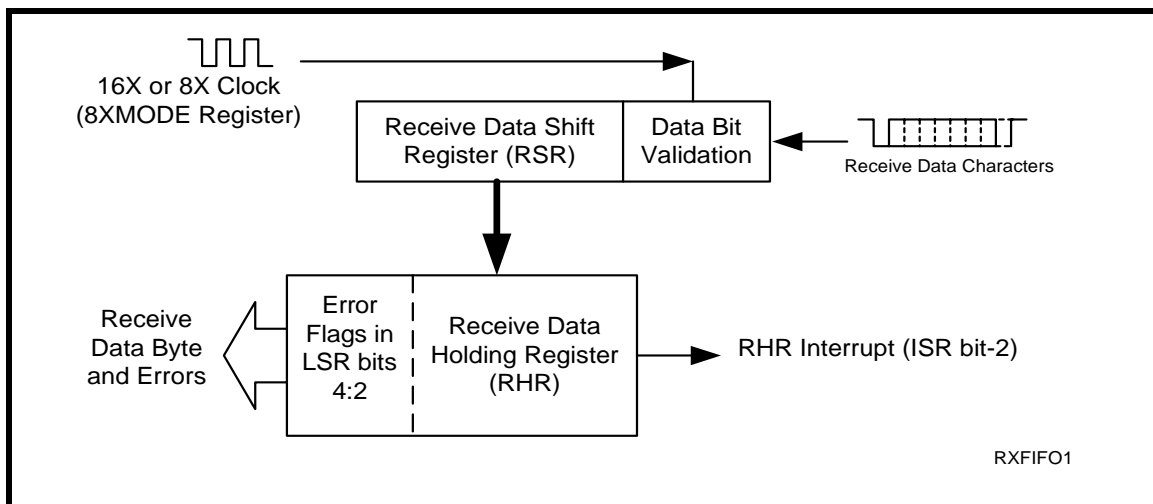 16X or 8X Clock
(8XMODE Register)
Receive Data Shift
Register (RSR)
Data Bit
Validation
Receive Data Characters
Receive
Data Byte
and Errors
Error
Flags in
LSR bits
4:2
Receive Data
Holding Register
(RHR)
RHR Interrupt (ISR bit-2)
RXFIFO1